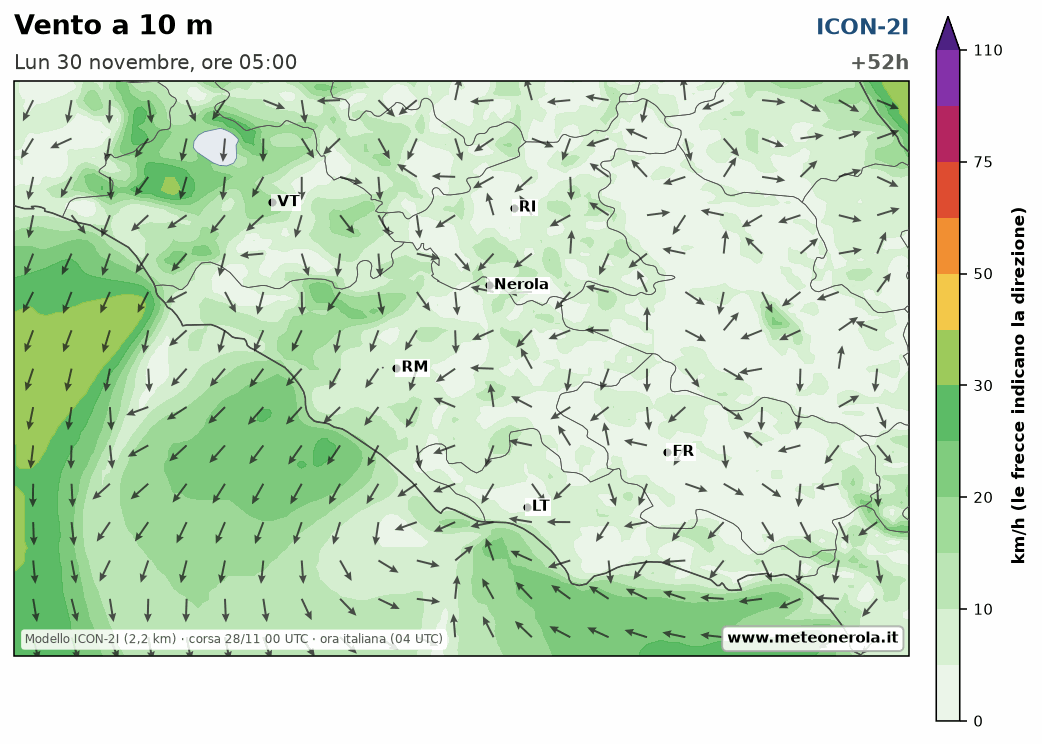 Vento a 10 m
ICON-2I
Lun 30 novembre, ore 05:00
+52h
110
75
50
30
20
10
0
km/h (le frecce indicano la direzione)
VT
RI
Nerola
RM
FR
LT
Modello ICON-2I (2,2 km) · corsa 28/11 00 UTC · ora italiana (04 UTC)
www.meteonerola.it